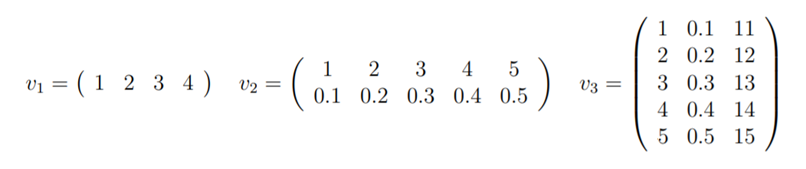 v₁ = ( 1 2 3 4 ) v₂ = ( 1 2 3 4 5
0.1 0.2 0.3 0.4 0.5 ) v₃ = ( 1 0.1 11
2 0.2 12
3 0.3 13
4 0.4 14
5 0.5 15 )